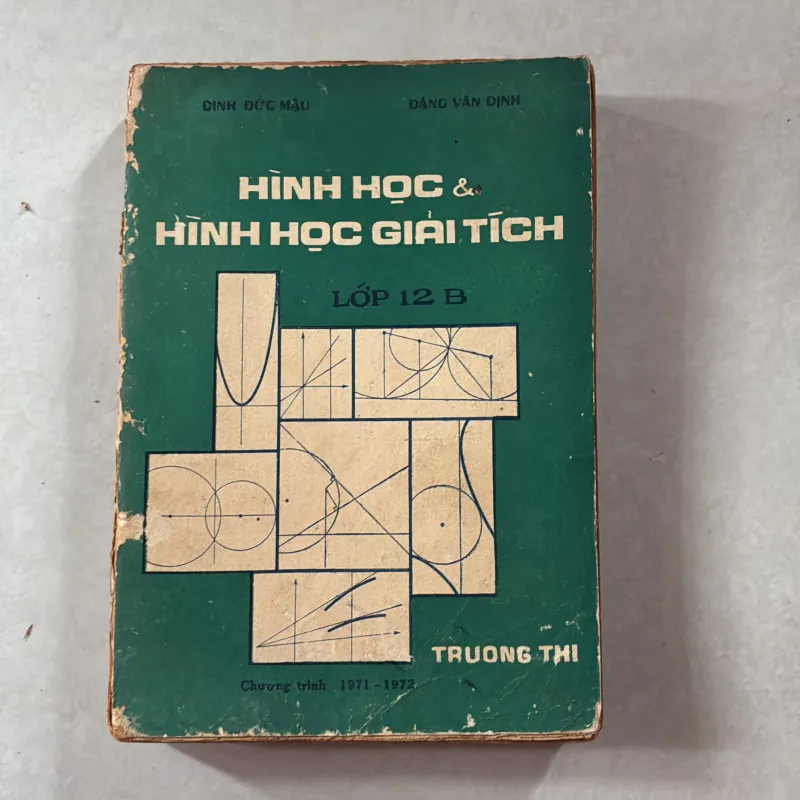 ĐINH ĐỨC MẬU ĐẶNG VĂN ĐỊNH
HÌNH HỌC &
HÌNH HỌC GIẢI TÍCH
LỚP 12 B
TRUONG THI
Chương trình 1971 - 1972